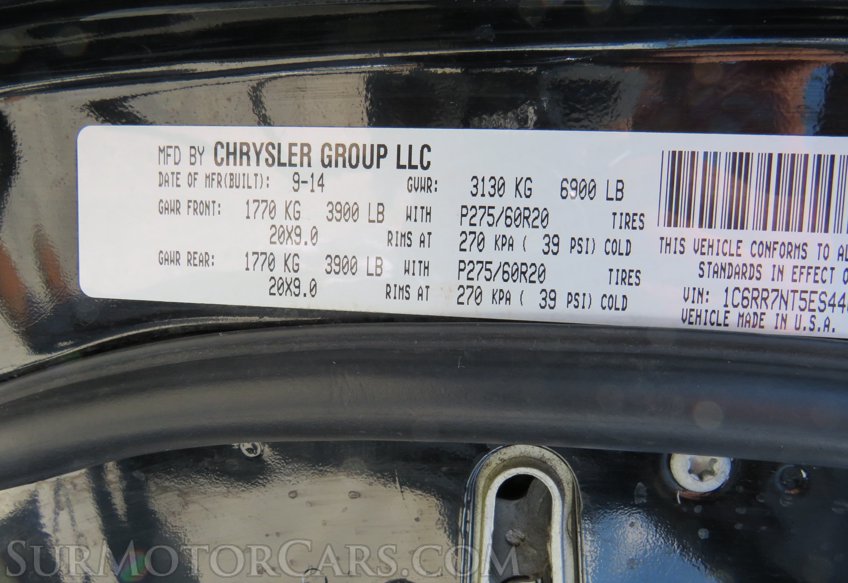 MFD BY CHRYSLER GROUP LLC
DATE OF MFR(BUILT): 9-14 GVWR: 3130 KG 6900 LB
GAWR FRONT: 1770 KG 3900 LB WITH P275/60R20 TIRES
20X9.0 RIMS AT 270 KPA ( 39 PSI) COLD
GAWR REAR: 1770 KG 3900 LB WITH P275/60R20 TIRES
20X9.0 RIMS AT 270 KPA ( 39 PSI) COLD
THIS VEHICLE CONFORMS TO
STANDARDS IN EFFECT
VIN: 1C6RR7NT5ES44
VEHICLE MADE IN U.S.A.
SurMotorCars.com